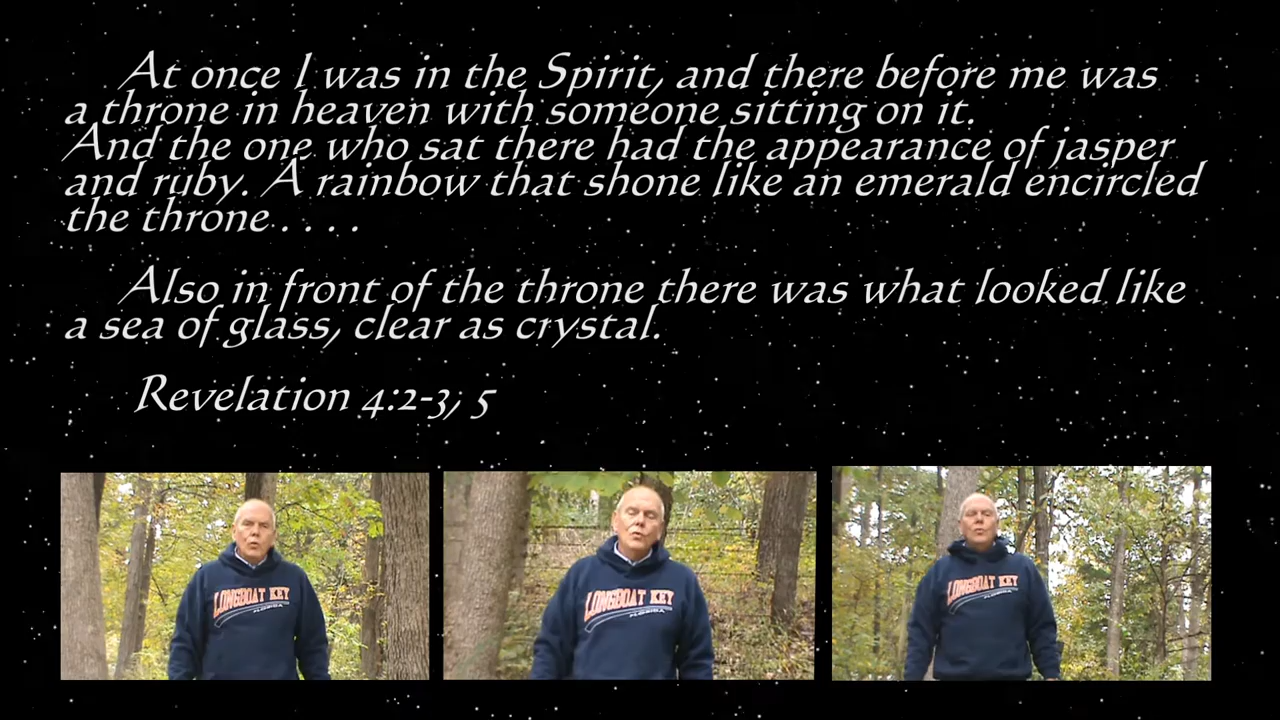 At once I was in the Spirit, and there before me was
a throne in heaven with someone sitting on it.
And the one who sat there had the appearance of jasper
and ruby. A rainbow that shone like an emerald encircled
the throne . . . .
Also in front of the throne there was what looked like
a sea of glass, clear as crystal.
Revelation 4:2-3, 5
LONGBOAT KEY
FLORIDA
LONGBOAT KEY
FLORIDA
LONGBOAT KEY
FLORIDA